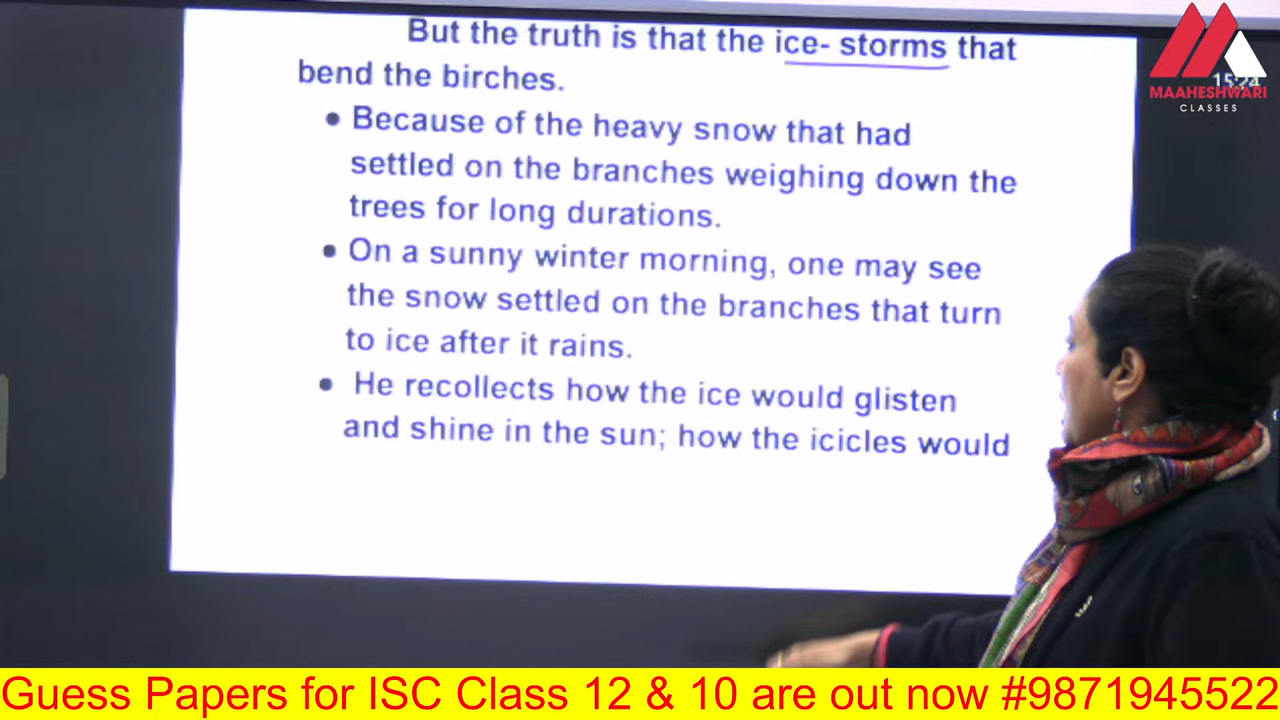 But the truth is that the ice- storms that
bend the birches.
• Because of the heavy snow that had
settled on the branches weighing down the
trees for long durations.
• On a sunny winter morning, one may see
the snow settled on the branches that turn
to ice after it rains.
• He recollects how the ice would glisten
and shine in the sun; how the icicles would
15:24
MAAHESHWARI
CLASSES
Guess Papers for ISC Class 12 & 10 are out now #9871945522